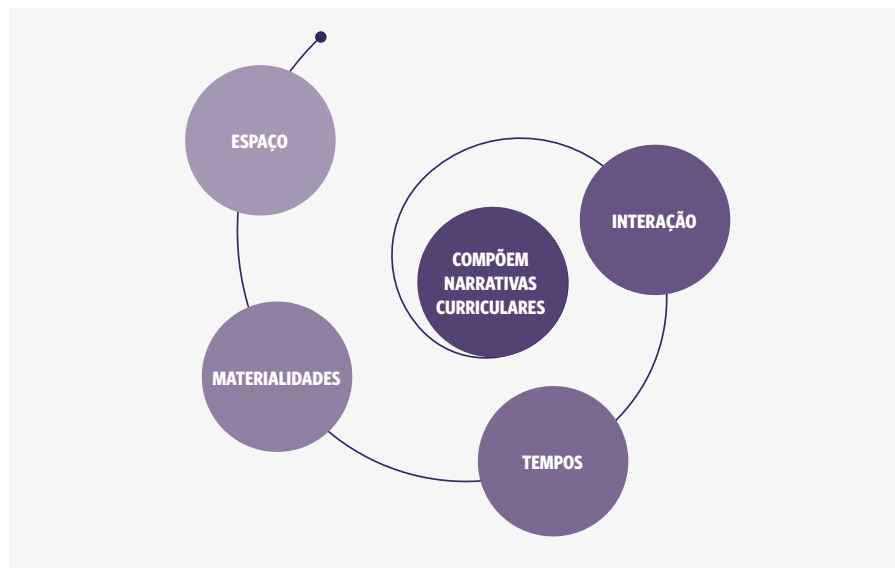 ESPAÇO
MATERIALIDADES
TEMPOS
INTERAÇÃO
COMPÕEM
NARRATIVAS
CURRICULARES